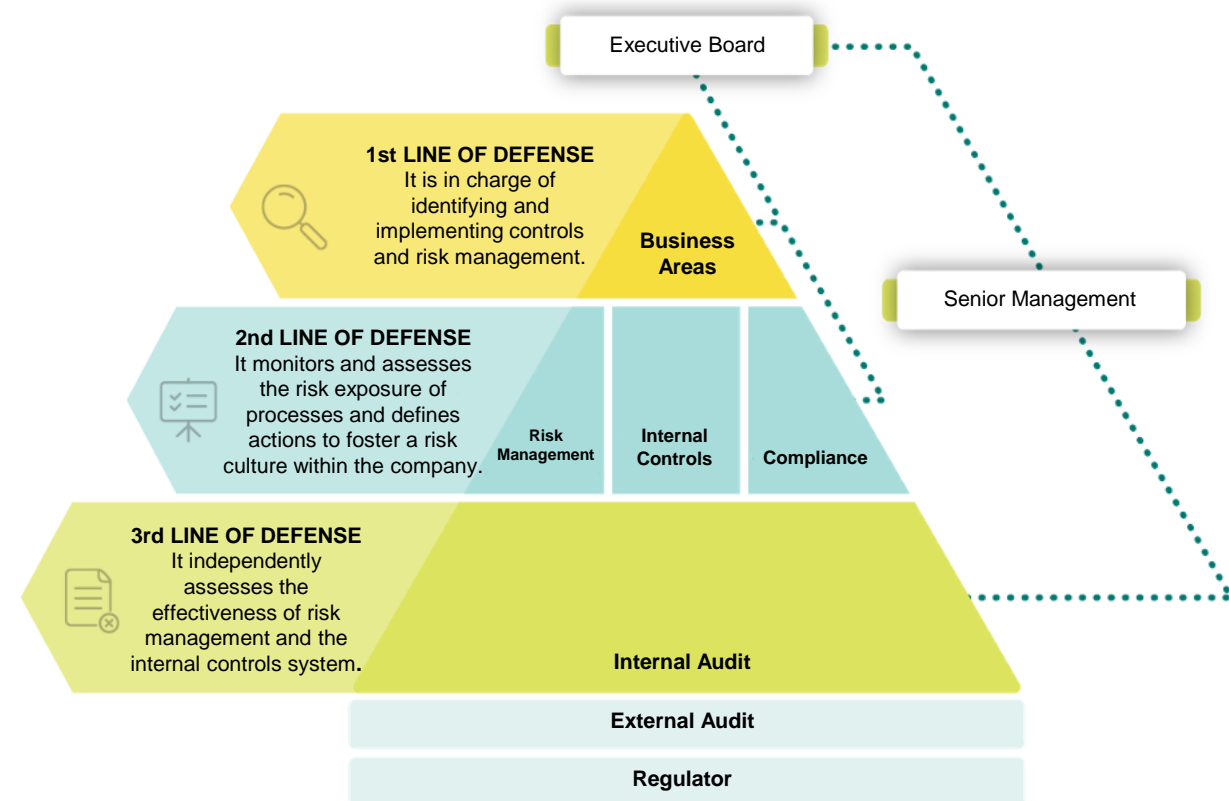 Executive Board
1st LINE OF DEFENSE
It is in charge of
identifying and
implementing controls
and risk management.
Business
Areas
Senior Management
2nd LINE OF DEFENSE
It monitors and assesses
the risk exposure of
processes and defines
actions to foster a risk
culture within the company.
Risk
Management
Internal
Controls
Compliance
3rd LINE OF DEFENSE
It independently
assesses the
effectiveness of risk
management and the
internal controls system.
Internal Audit
External Audit
Regulator